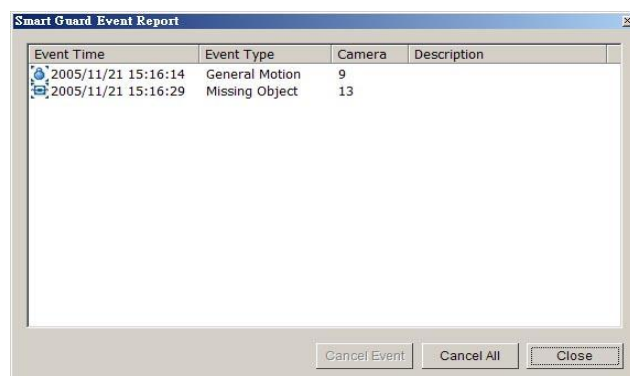 Smart Guard Event Report
Event Time Event Type Camera Description
2005/11/21 15:16:14 General Motion 9
2005/11/21 15:16:29 Missing Object 13
Cancel Event Cancel All Close